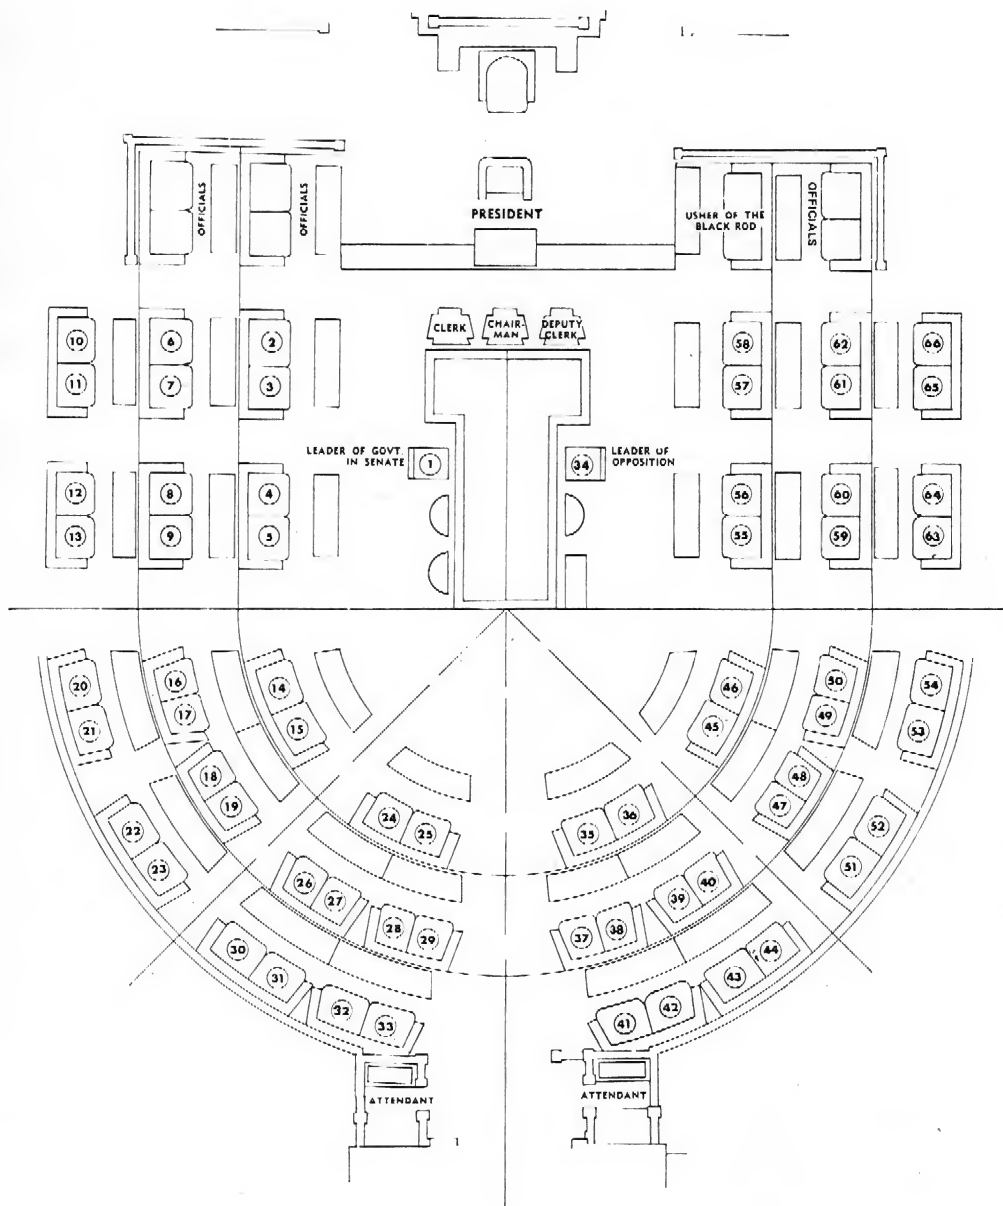 OFFICIALS
OFFICIALS
PRESIDENT
USHER OF THE
BLACK ROD
OFFICIALS
CLERK
CHAIR-
MAN
DEPUTY
CLERK
10 6 2 58 62 66
11 7 3 57 61 65
LEADER OF GOVT.
IN SENATE
1
34
LEADER OF
OPPOSITION
12 8 4 56 60 64
13 9 5 55 59 63
20 16 14 46 50 54
21 17 15 45 49 53
18 48
19 47
22 24 25 35 36 52
23 51
26 27 39 40
28 29 37 38
30 31 43 44
32 33 41 42
ATTENDANT
ATTENDANT